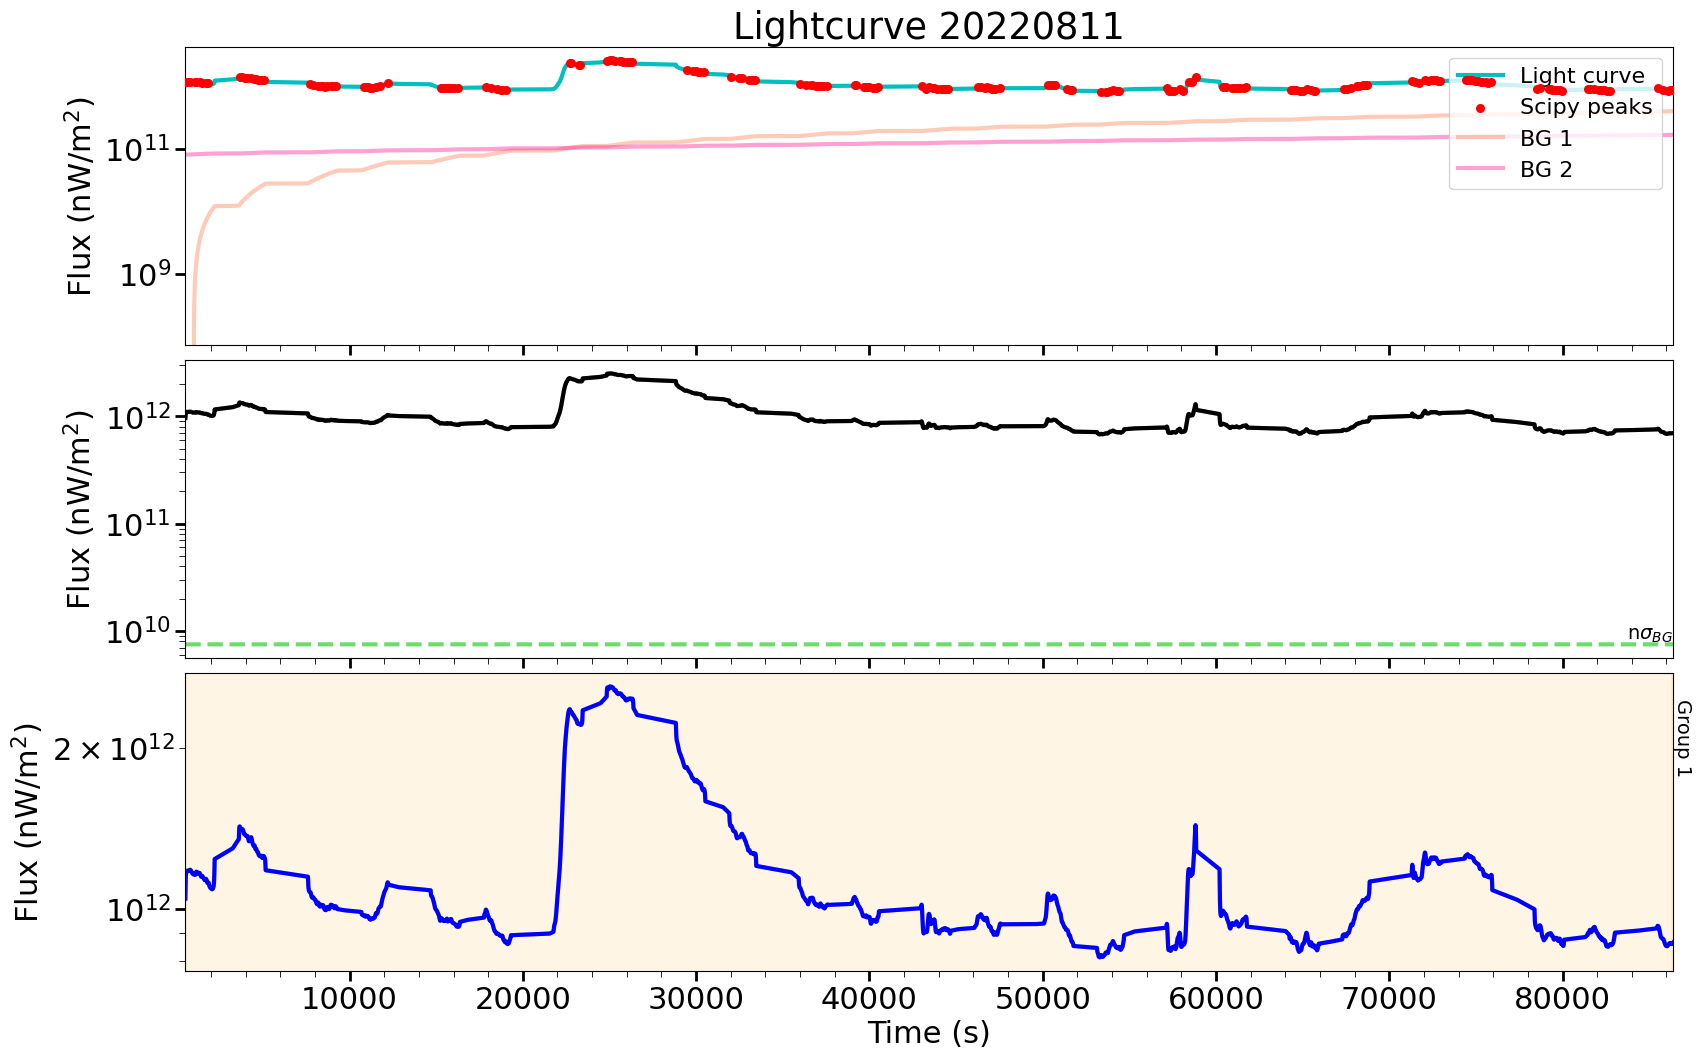 Lightcurve 20220811
Flux (nW/m²)
10¹¹
10⁹
Light curve
Scipy peaks
BG 1
BG 2
Flux (nW/m²)
10¹²
10¹¹
10¹⁰
nσ_BG
Flux (nW/m²)
2 × 10¹²
10¹²
Group 1
10000 20000 30000 40000 50000 60000 70000 80000
Time (s)